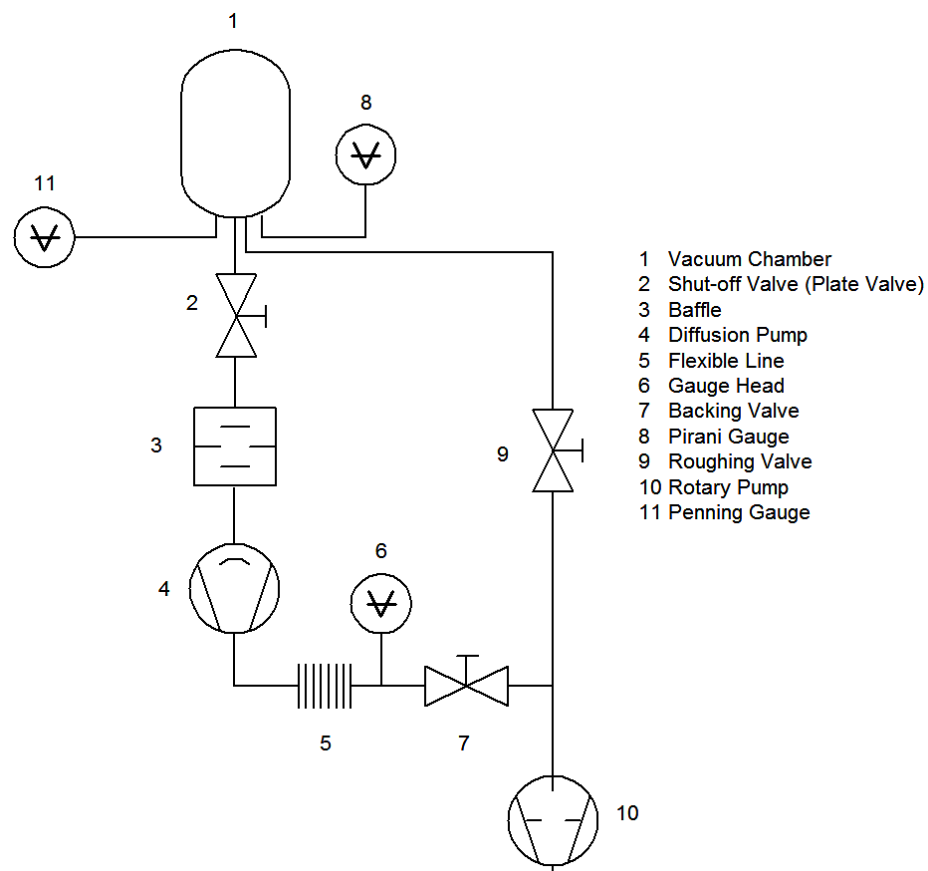 1
8
11
2
3
9
4
6
5
7
10
1 Vacuum Chamber
2 Shut-off Valve (Plate Valve)
3 Baffle
4 Diffusion Pump
5 Flexible Line
6 Gauge Head
7 Backing Valve
8 Pirani Gauge
9 Roughing Valve
10 Rotary Pump
11 Penning Gauge